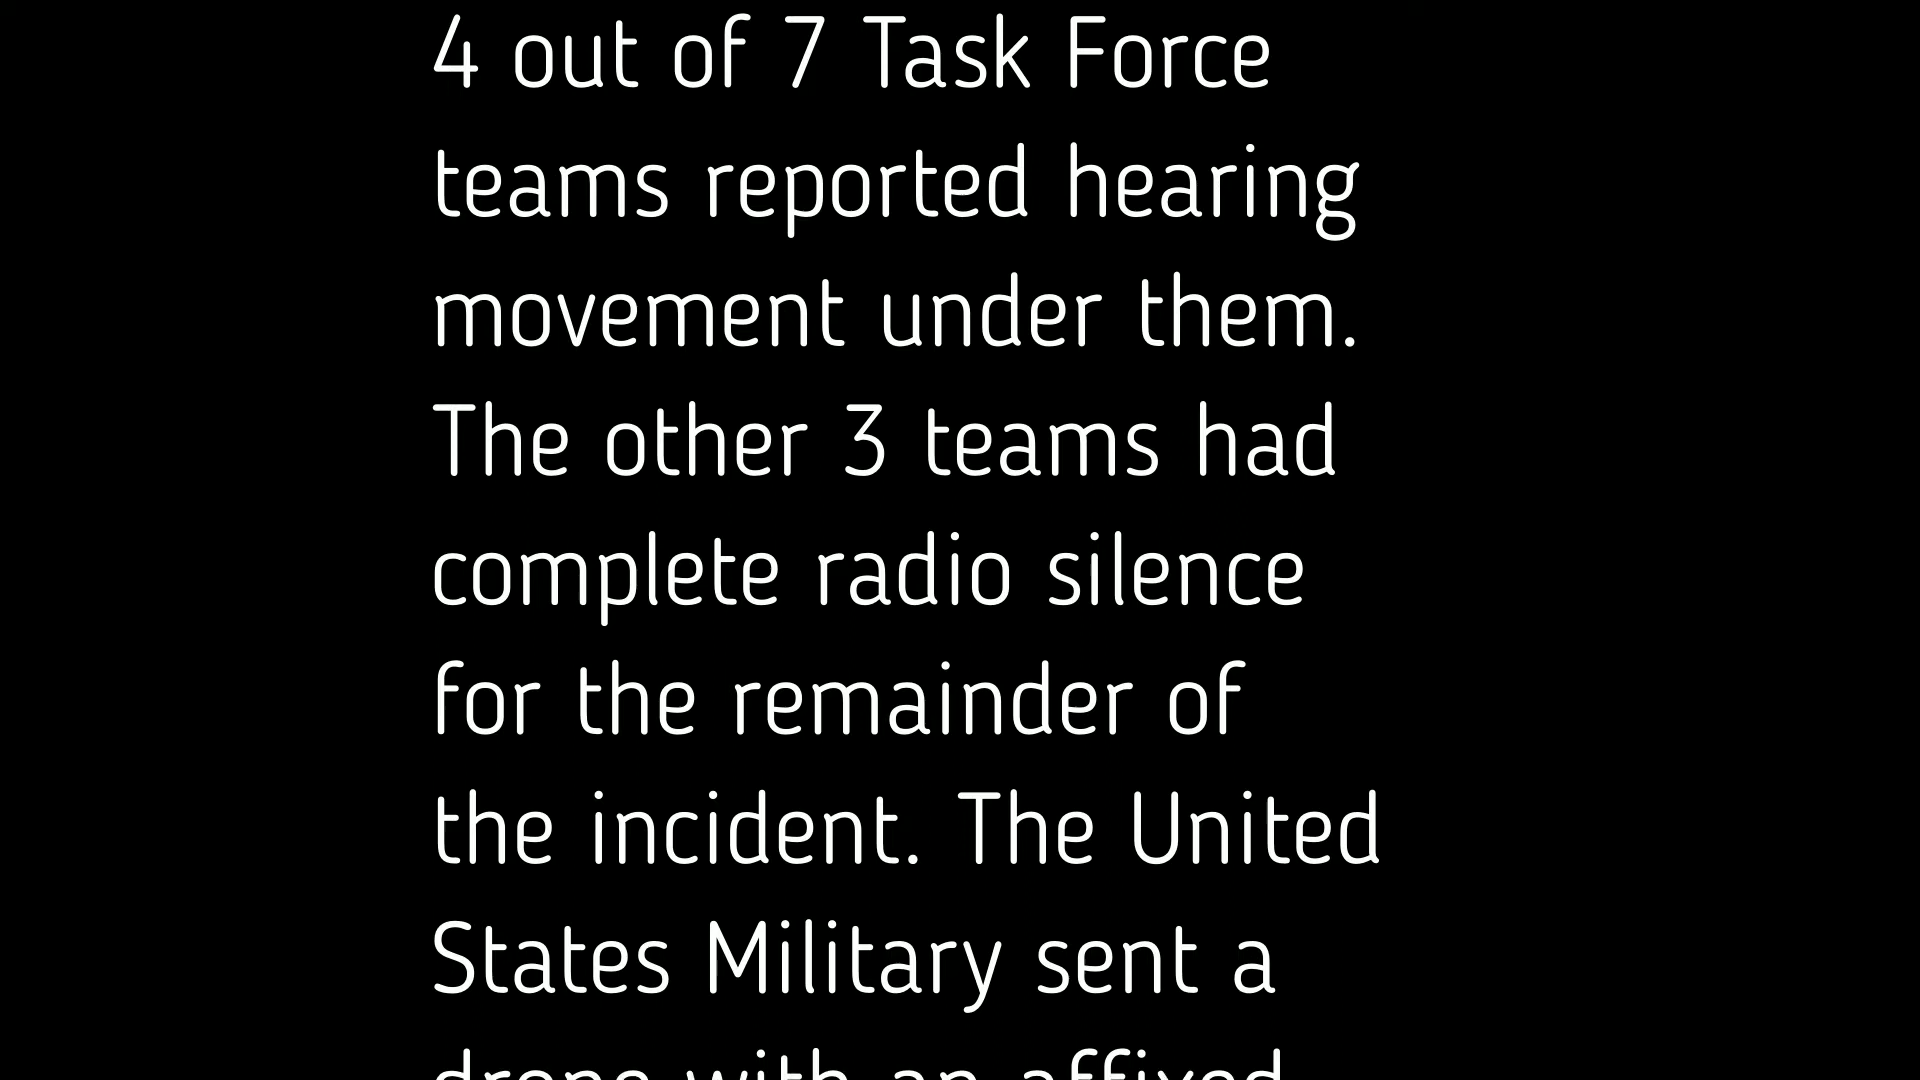 4 out of 7 Task Force
teams reported hearing
movement under them.
The other 3 teams had
complete radio silence
for the remainder of
the incident. The United
States Military sent a
drone with an affixed